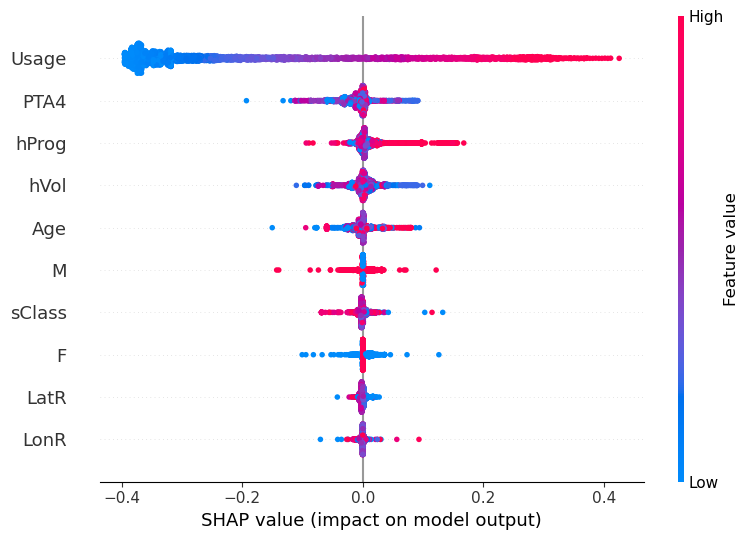 High
Usage
PTA4
hProg
hVol
Age
M
sClass
F
LatR
LonR
Feature value
Low
−0.4 −0.2 0.0 0.2 0.4
SHAP value (impact on model output)